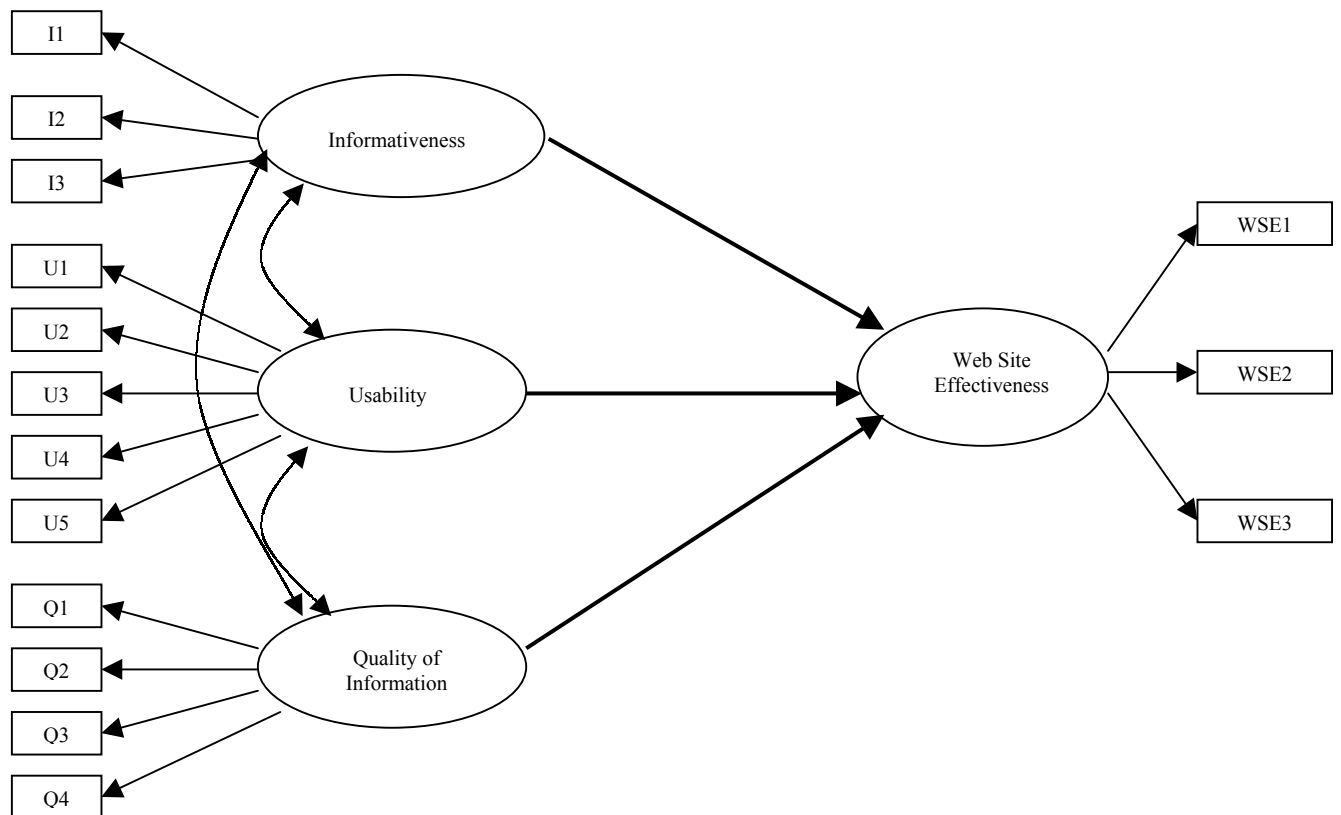 I1
I2
I3
Informativeness
U1
U2
U3
U4
U5
Usability
Q1
Q2
Q3
Q4
Quality of
Information
Web Site
Effectiveness
WSE1
WSE2
WSE3